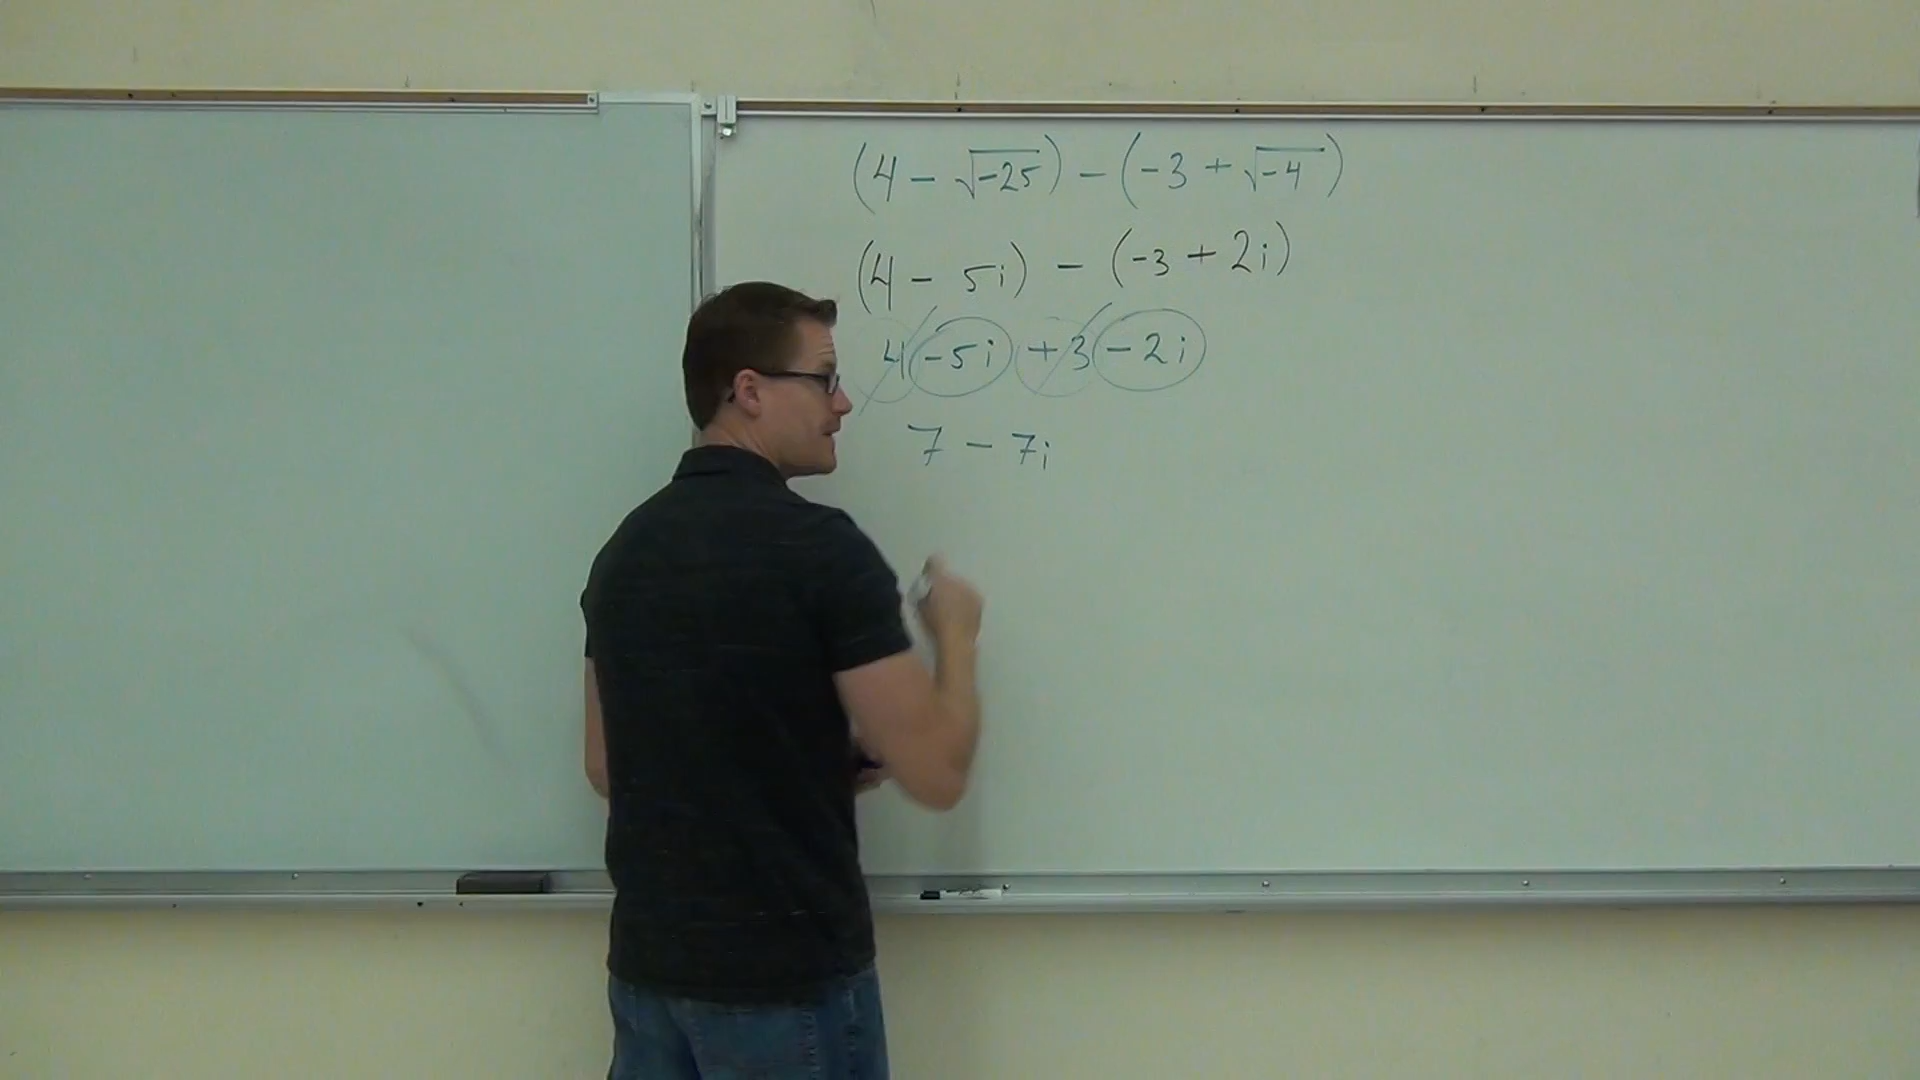 (4 - √-25) - (-3 + √-4)
(4 - 5i) - (-3 + 2i)
4 - 5i + 3 - 2i
7 - 7i